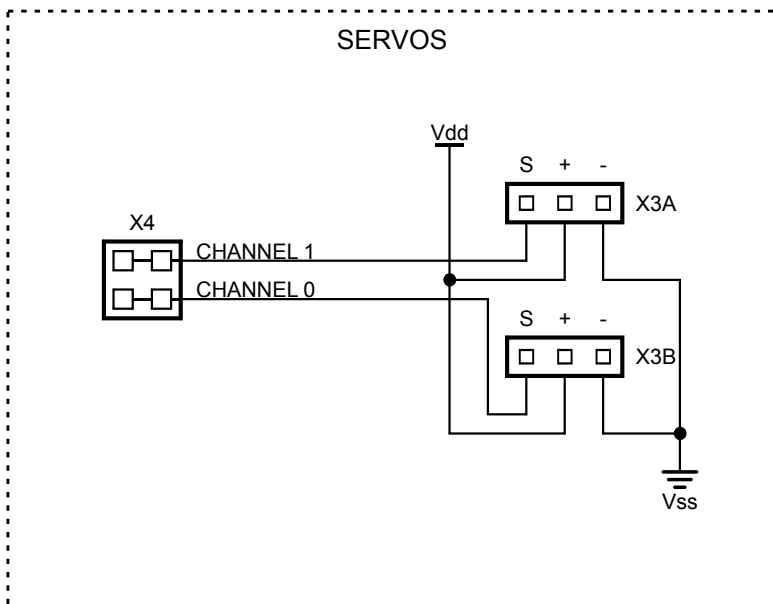 SERVOS
Vdd
S + -
X3A
X4
CHANNEL 1
CHANNEL 0
S + -
X3B
Vss